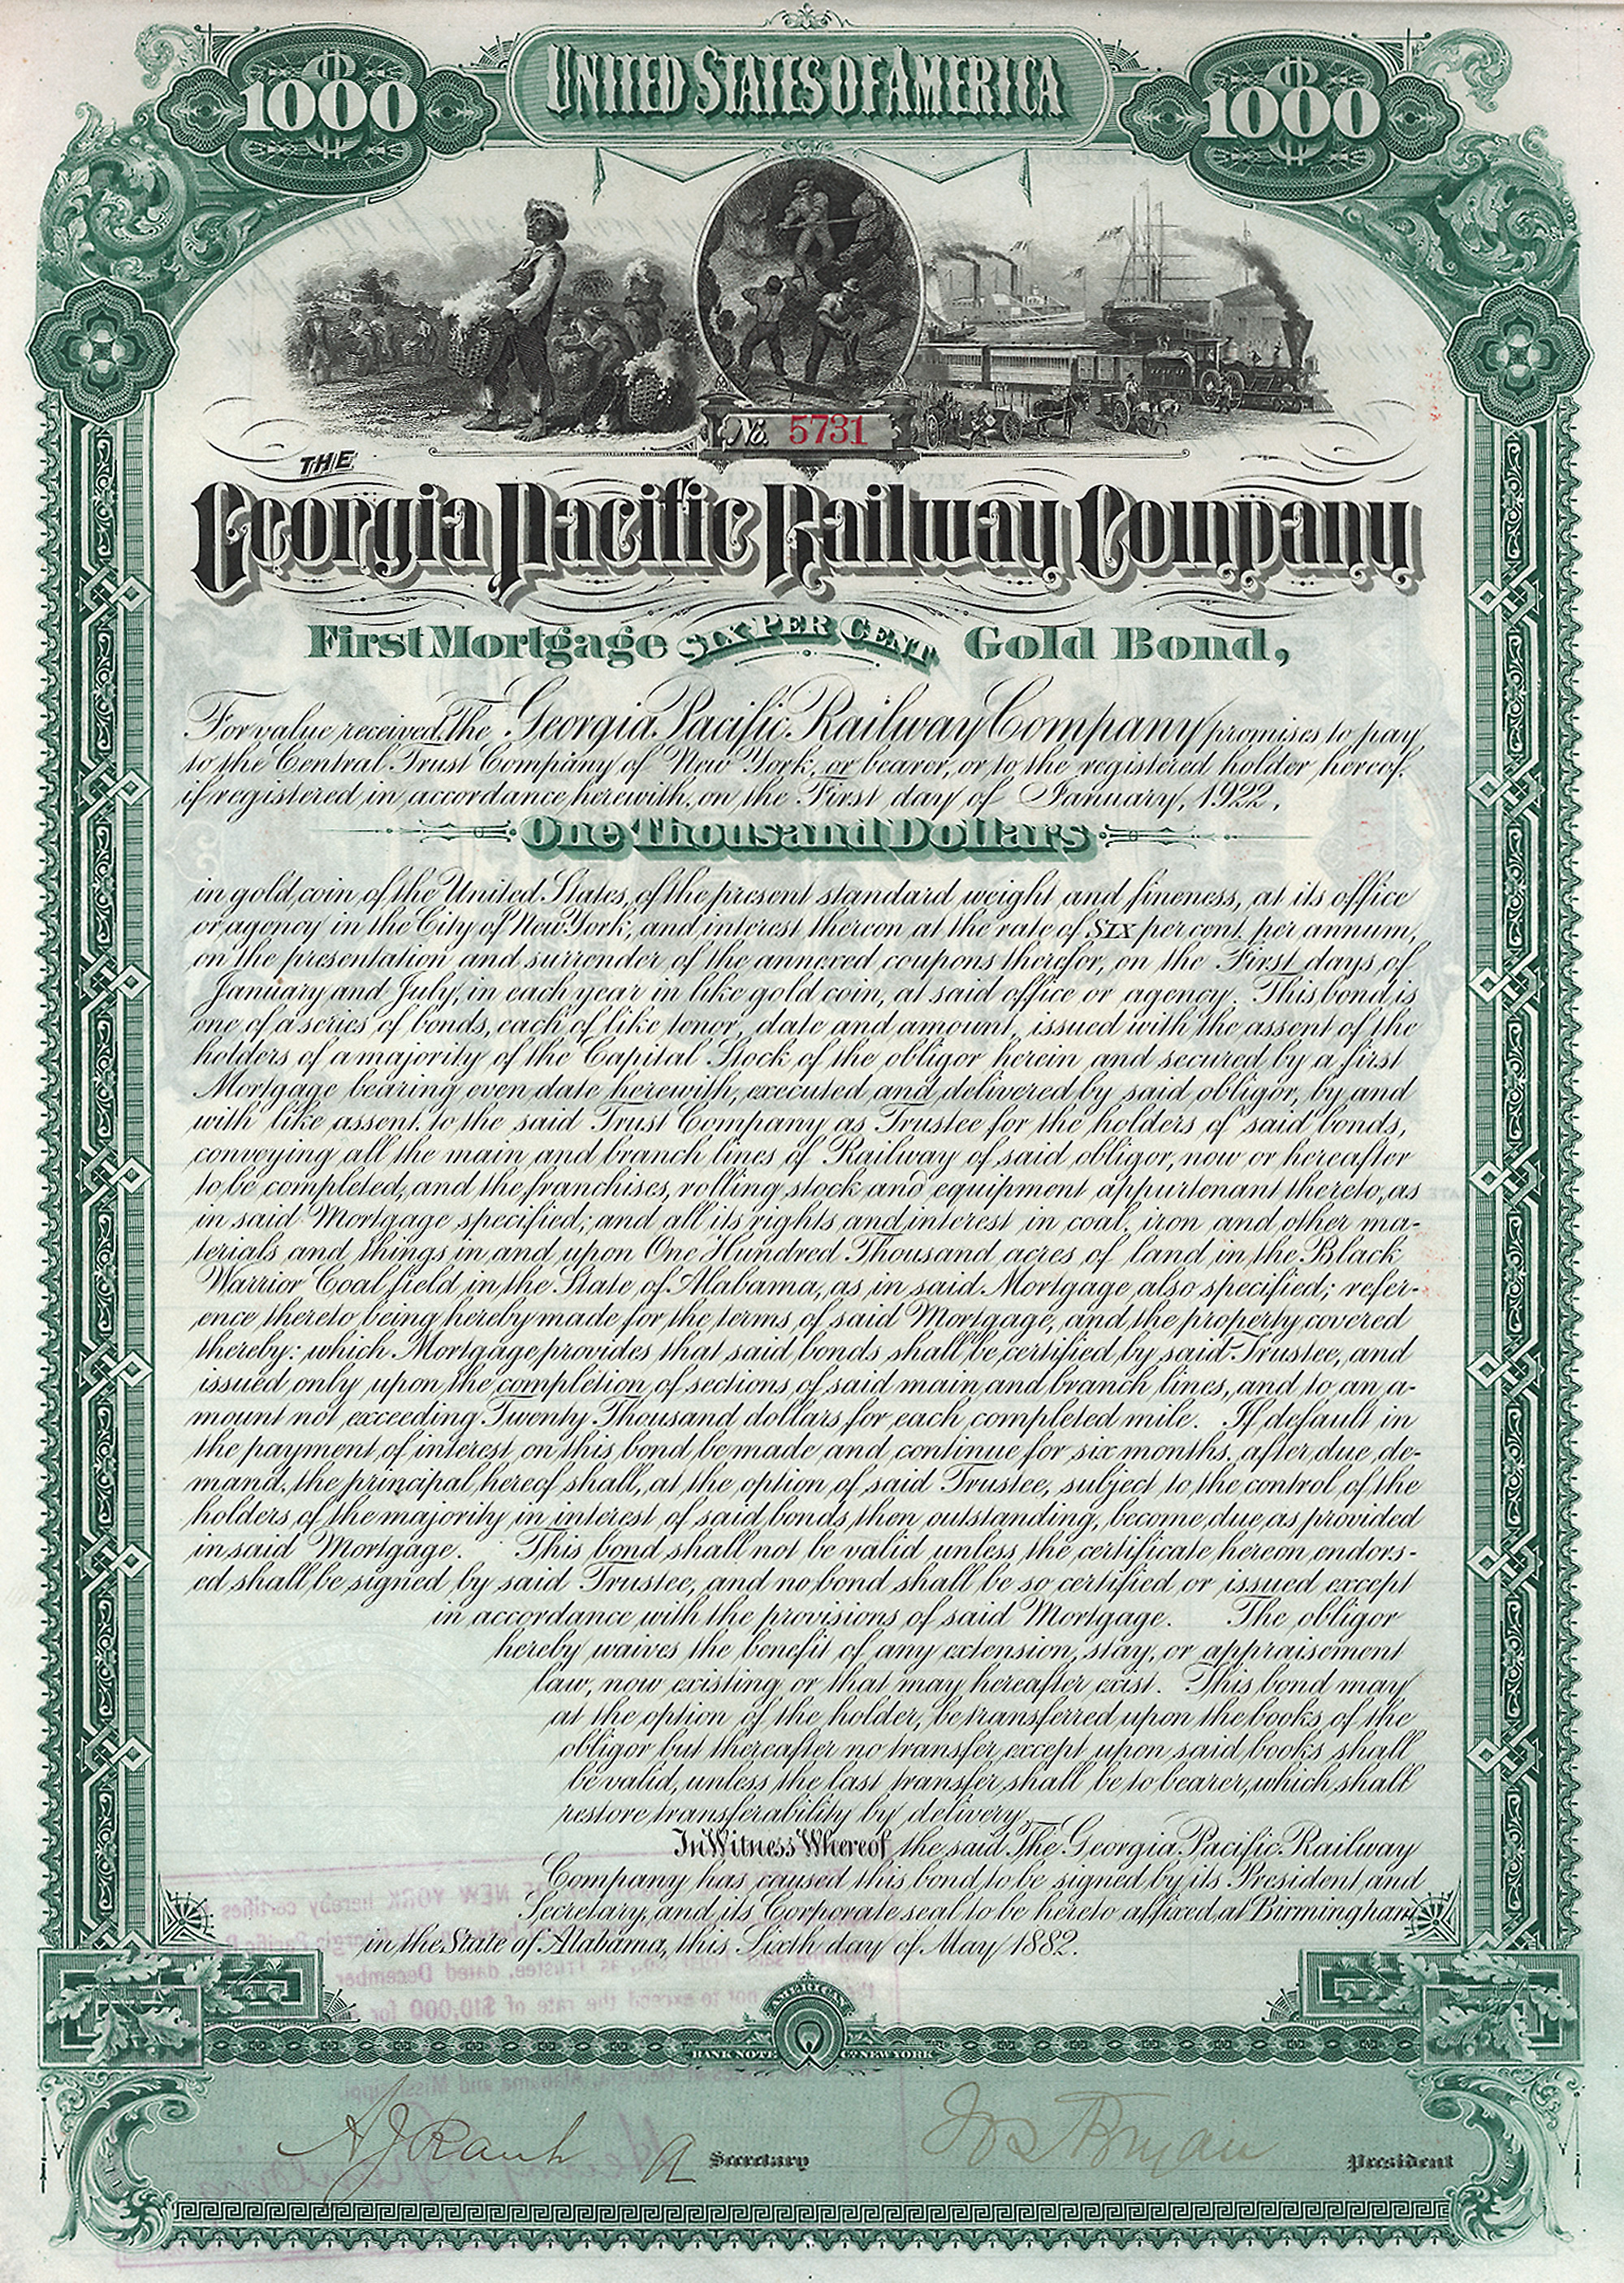 1000
UNITED STATES OF AMERICA
1000
No. 5731
THE
Georgia Pacific Railway Company
First Mortgage SIX PER CENT Gold Bond,
For value received, The Georgia Pacific Railway Company promises to pay
to the Central Trust Company of New York, or bearer, or to the registered holder hereof,
if registered in accordance herewith, on the First day of January, 1922,
One Thousand Dollars
in gold coin of the United States, of the present standard weight and fineness, at its office
or agency in the City of New York, and interest thereon at the rate of SIX per cent. per annum,
on the presentation and surrender of the annexed coupons therefor, on the First days of
January and July, in each year in like gold coin, at said office or agency. This bond is
one of a series of bonds, each of like tenor, date and amount, issued with the assent of the
holders of a majority of the Capital Stock of the obligor herein and secured by a first
Mortgage bearing even date herewith, executed and delivered by said obligor, by and
with like assent, to the said Trust Company as Trustee for the holders of said bonds,
conveying all the main and branch lines of Railway of said obligor, now or hereafter
to be completed, and the franchises, rolling stock and equipment appurtenant thereto, as
in said Mortgage specified; and all its rights and interest in coal, iron and other ma-
terials and things in and upon One Hundred Thousand acres of land in the Black
Warrior Coal field in the State of Alabama, as in said Mortgage also specified; refer-
ence thereto being hereby made for the terms of said Mortgage, and the property covered
thereby: which Mortgage provides that said bonds shall be certified by said Trustee, and
issued only upon the completion of sections of said main and branch lines, and to an a-
mount not exceeding Twenty Thousand dollars for each completed mile. If default in
the payment of interest on this bond be made and continue for six months, after due de-
mand, the principal hereof shall, at the option of said Trustee, subject to the control of the
holders of the majority in interest of said bonds then outstanding, become due as provided
in said Mortgage. This bond shall not be valid unless the certificate hereon endors-
ed shall be signed by said Trustee, and no bond shall be so certified or issued except
in accordance with the provisions of said Mortgage. The obligor
hereby waives the benefit of any extension, stay, or appraisement
law, now existing or that may hereafter exist. This bond may
at the option of the holder, be transferred upon the books of the
obligor but thereafter no transfer except upon said books shall
be valid, unless the last transfer shall be to bearer, which shall
restore transferability by delivery.
In Witness Whereof the said The Georgia Pacific Railway
Company has caused this bond to be signed by its President and
Secretary, and its Corporate seal to be hereto affixed, at Birmingham
in the State of Alabama, this Sixth day of May 1882.
AMERICAN
BANK NOTE CO. NEW YORK
Secretary
President